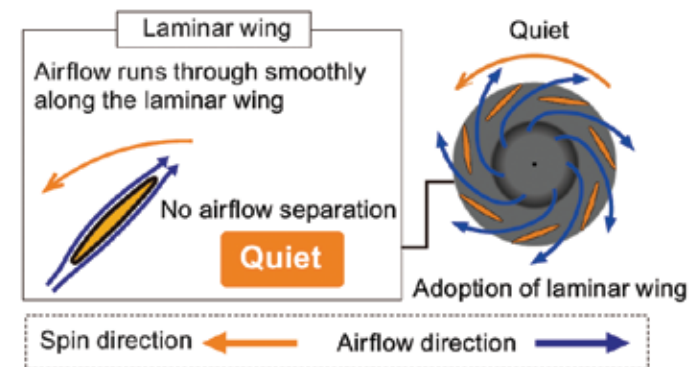 Laminar wing
Airflow runs through smoothly
along the laminar wing
No airflow separation
Quiet
Quiet
Adoption of laminar wing
Spin direction
Airflow direction